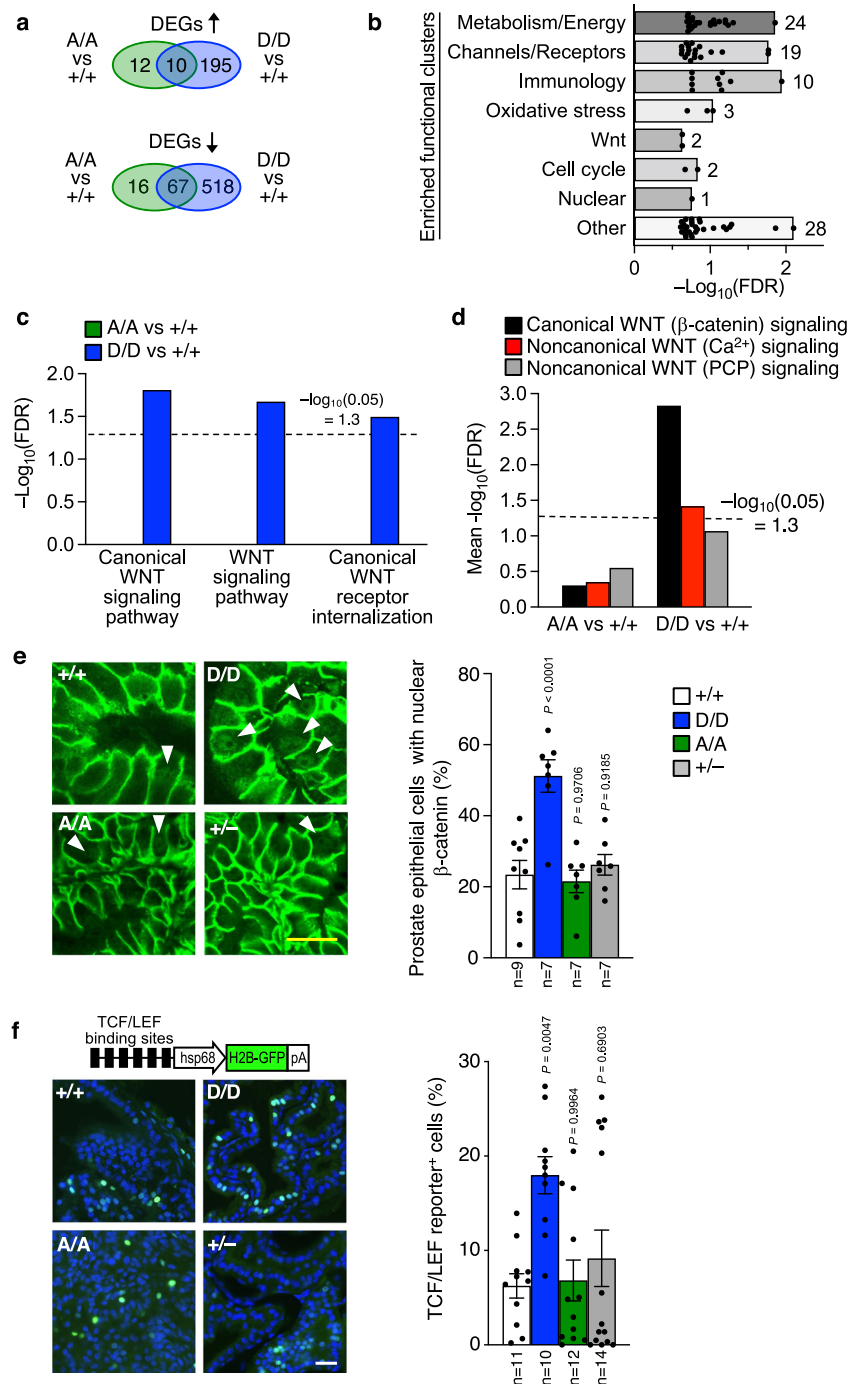 a
DEGs ↑
A/A
vs
+/+
12
10
195
D/D
vs
+/+
DEGs ↓
A/A
vs
+/+
16
67
518
D/D
vs
+/+
b
Enriched functional clusters
Metabolism/Energy
24
Channels/Receptors
19
Immunology
10
Oxidative stress
3
Wnt
2
Cell cycle
2
Nuclear
1
Other
28
0
1
2
–Log10(FDR)
c
A/A vs +/+
D/D vs +/+
–Log10(FDR)
2.0
1.5
1.0
0.5
0.0
–log10(0.05)
= 1.3
Canonical
WNT
signaling
pathway
WNT
signaling
pathway
Canonical
WNT
receptor
internalization
d
Canonical WNT (β-catenin) signaling
Noncanonical WNT (Ca2+) signaling
Noncanonical WNT (PCP) signaling
Mean -log10(FDR)
3.0
2.5
2.0
1.5
1.0
0.5
0.0
–log10(0.05)
= 1.3
A/A vs +/+
D/D vs +/+
e
+/+
D/D
A/A
+/–
Prostate epithelial cells with nuclear
β-catenin (%)
80
60
40
20
0
P < 0.0001
P = 0.9706
P = 0.9185
n=9
n=7
n=7
n=7
+/+
D/D
A/A
+/–
f
TCF/LEF
binding sites
hsp68
H2B-GFP
pA
+/+
D/D
A/A
+/–
TCF/LEF reporter+ cells (%)
30
20
10
0
P = 0.0047
P = 0.9964
P = 0.6903
n=11
n=10
n=12
n=14